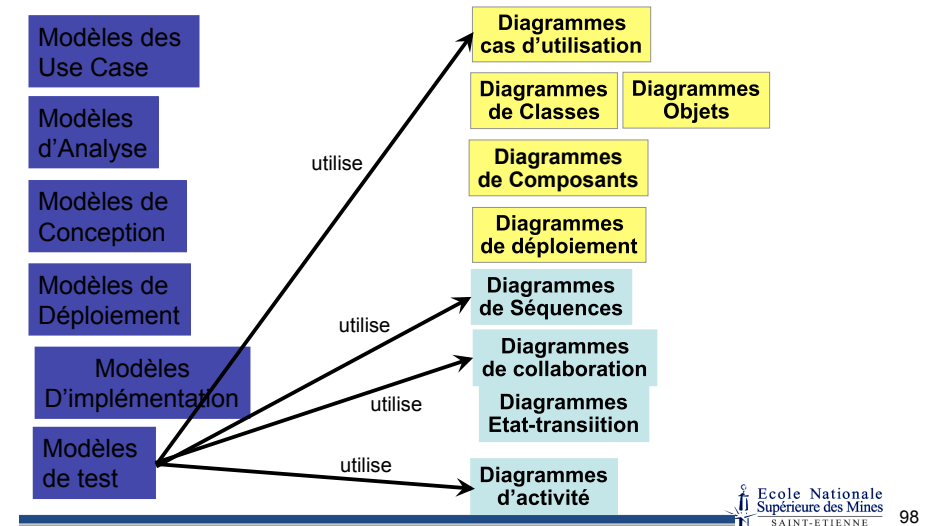 Modèles des
Use Case
Modèles
d'Analyse
Modèles de
Conception
Modèles de
Déploiement
Modèles
D'implémentation
Modèles
de test
utilise
utilise
utilise
utilise
Diagrammes
cas d'utilisation
Diagrammes
de Classes
Diagrammes
Objets
Diagrammes
de Composants
Diagrammes
de déploiement
Diagrammes
de Séquences
Diagrammes
de collaboration
Diagrammes
Etat-transiition
Diagrammes
d'activité
Ecole Nationale
Supérieure des Mines
SAINT-ETIENNE
98